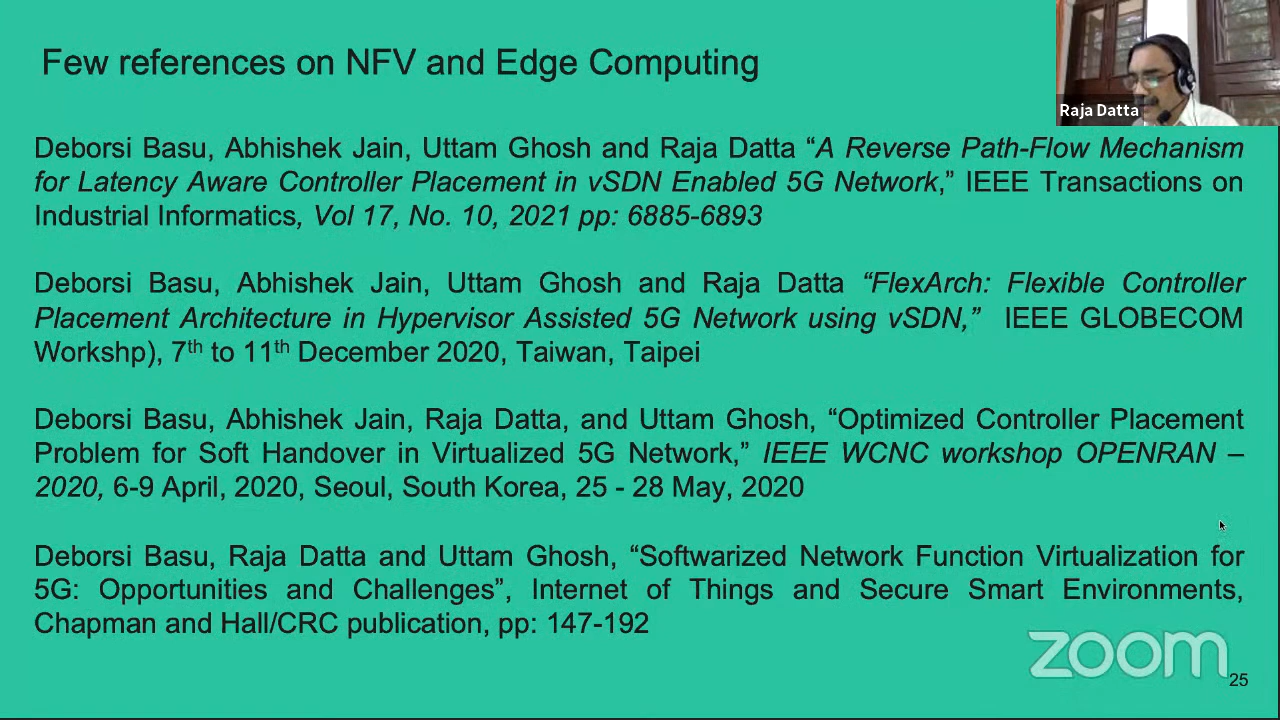 Few references on NFV and Edge Computing
Raja Datta
Deborsi Basu, Abhishek Jain, Uttam Ghosh and Raja Datta “A Reverse Path-Flow Mechanism
for Latency Aware Controller Placement in vSDN Enabled 5G Network,” IEEE Transactions on
Industrial Informatics, Vol 17, No. 10, 2021 pp: 6885-6893
Deborsi Basu, Abhishek Jain, Uttam Ghosh and Raja Datta “FlexArch: Flexible Controller
Placement Architecture in Hypervisor Assisted 5G Network using vSDN,” IEEE GLOBECOM
Workshp), 7th to 11th December 2020, Taiwan, Taipei
Deborsi Basu, Abhishek Jain, Raja Datta, and Uttam Ghosh, “Optimized Controller Placement
Problem for Soft Handover in Virtualized 5G Network,” IEEE WCNC workshop OPENRAN –
2020, 6-9 April, 2020, Seoul, South Korea, 25 - 28 May, 2020
Deborsi Basu, Raja Datta and Uttam Ghosh, “Softwarized Network Function Virtualization for
5G: Opportunities and Challenges”, Internet of Things and Secure Smart Environments,
Chapman and Hall/CRC publication, pp: 147-192
zoom
25